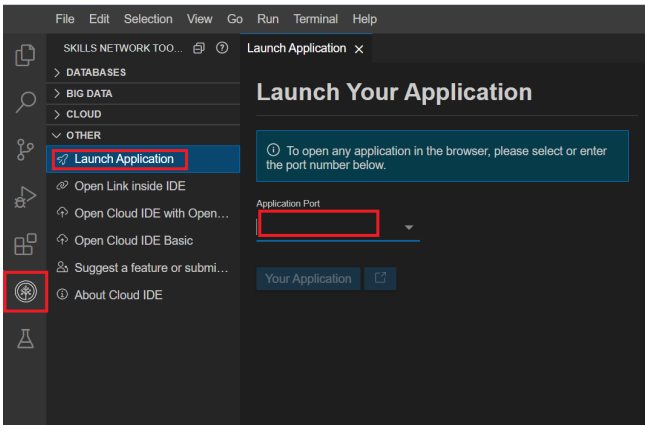 File Edit Selection View Go Run Terminal Help
SKILLS NETWORK TOO...
DATABASES
BIG DATA
CLOUD
OTHER
Launch Application
Open Link inside IDE
Open Cloud IDE with Open...
Open Cloud IDE Basic
Suggest a feature or submi...
About Cloud IDE
Launch Application
Launch Your Application
To open any application in the browser, please select or enter
the port number below.
Application Port
Your Application